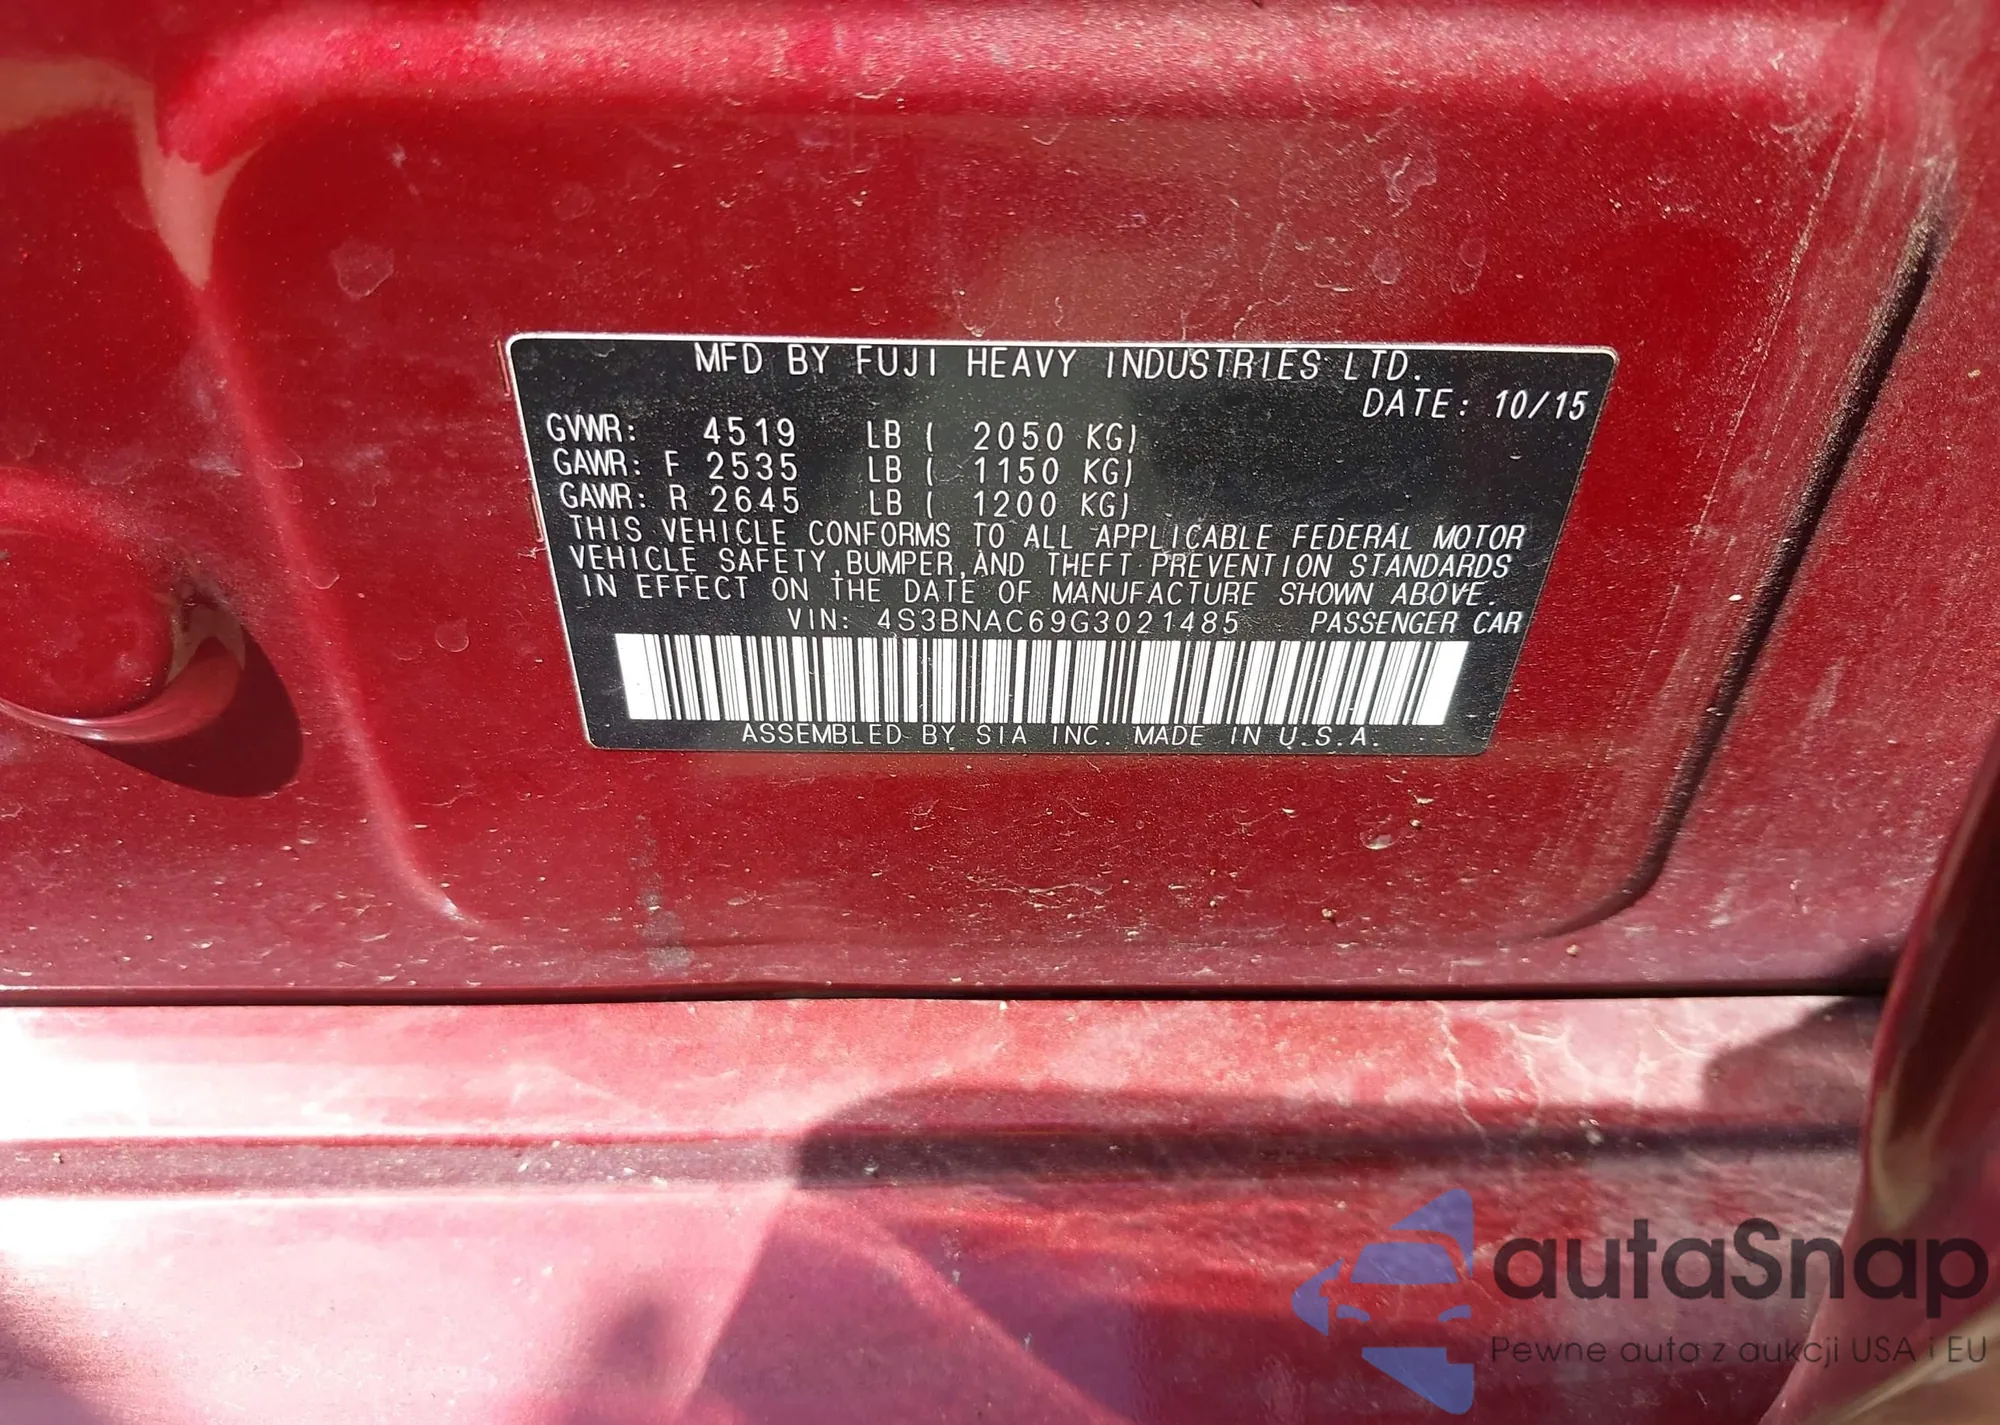 MFD BY FUJI HEAVY INDUSTRIES LTD.
DATE: 10/15
GVWR: 4519 LB ( 2050 KG)
GAWR: F 2535 LB ( 1150 KG)
GAWR: R 2645 LB ( 1200 KG)
THIS VEHICLE CONFORMS TO ALL APPLICABLE FEDERAL MOTOR
VEHICLE SAFETY, BUMPER, AND THEFT PREVENTION STANDARDS
IN EFFECT ON THE DATE OF MANUFACTURE SHOWN ABOVE.
VIN: 4S3BNAC69G3021485 PASSENGER CAR
ASSEMBLED BY SIA INC. MADE IN U.S.A.
autaSnap
Pewne auta z aukcji USA i EU